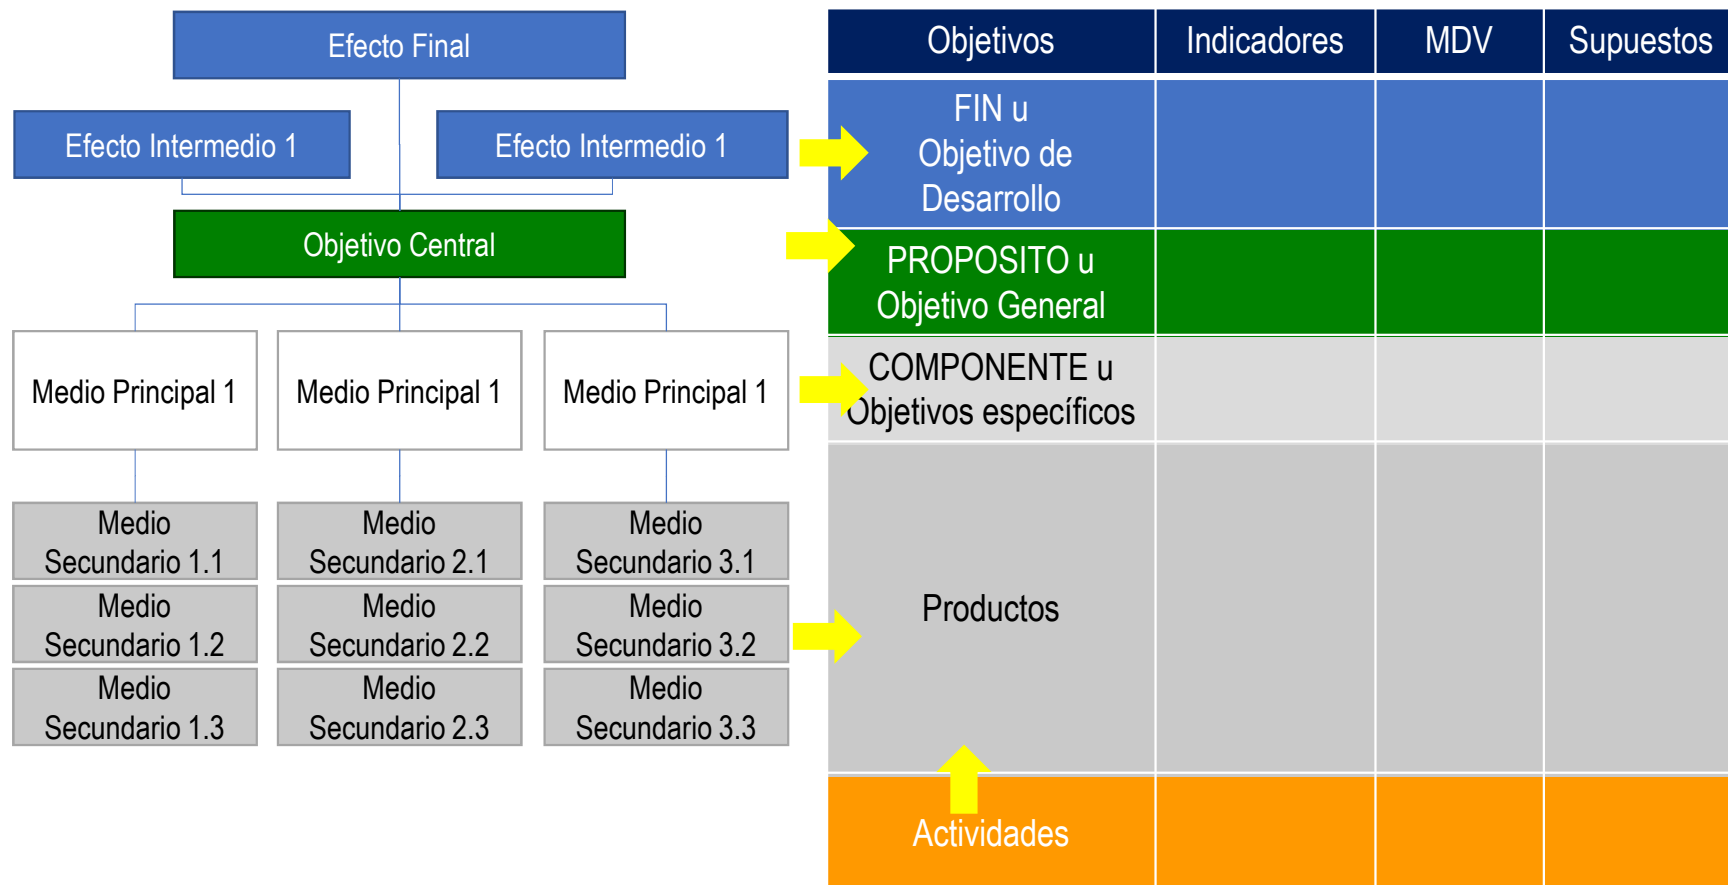 Efecto Final
Efecto Intermedio 1
Efecto Intermedio 1
Objetivo Central
Medio Principal 1
Medio Principal 1
Medio Principal 1
Medio
Secundario 1.1
Medio
Secundario 2.1
Medio
Secundario 3.1
Medio
Secundario 1.2
Medio
Secundario 2.2
Medio
Secundario 3.2
Medio
Secundario 1.3
Medio
Secundario 2.3
Medio
Secundario 3.3
Objetivos
Indicadores
MDV
Supuestos
FIN u
Objetivo de
Desarrollo
PROPOSITO u
Objetivo General
COMPONENTE u
Objetivos específicos
Productos
Actividades